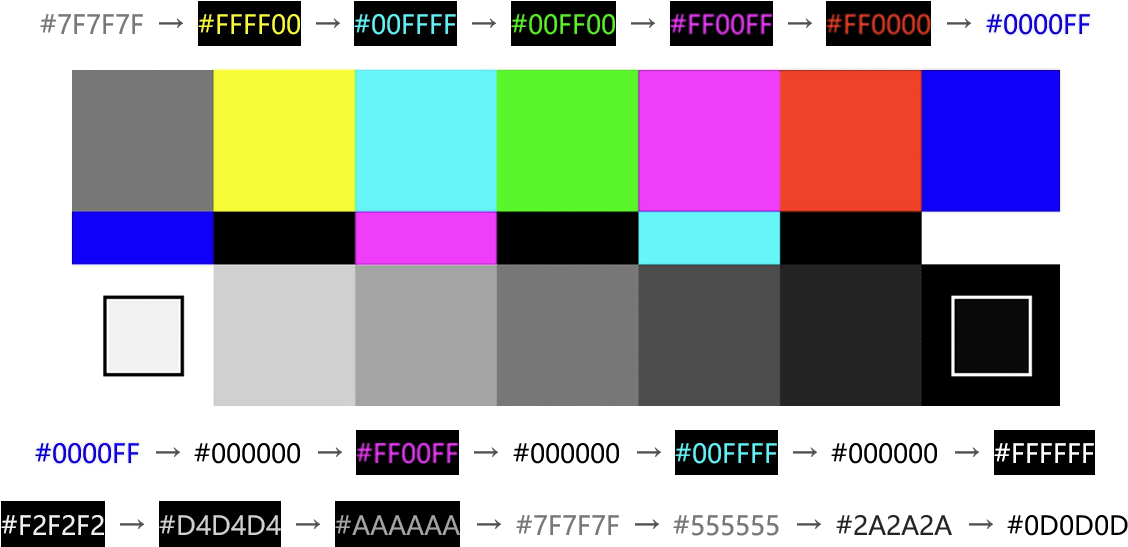 #7F7F7F → #FFFF00 → #00FFFF → #00FF00 → #FF00FF → #FF0000 → #0000FF
#0000FF → #000000 → #FF00FF → #000000 → #00FFFF → #000000 → #FFFFFF
#F2F2F2 → #D4D4D4 → #AAAAAA → #7F7F7F → #555555 → #2A2A2A → #0D0D0D